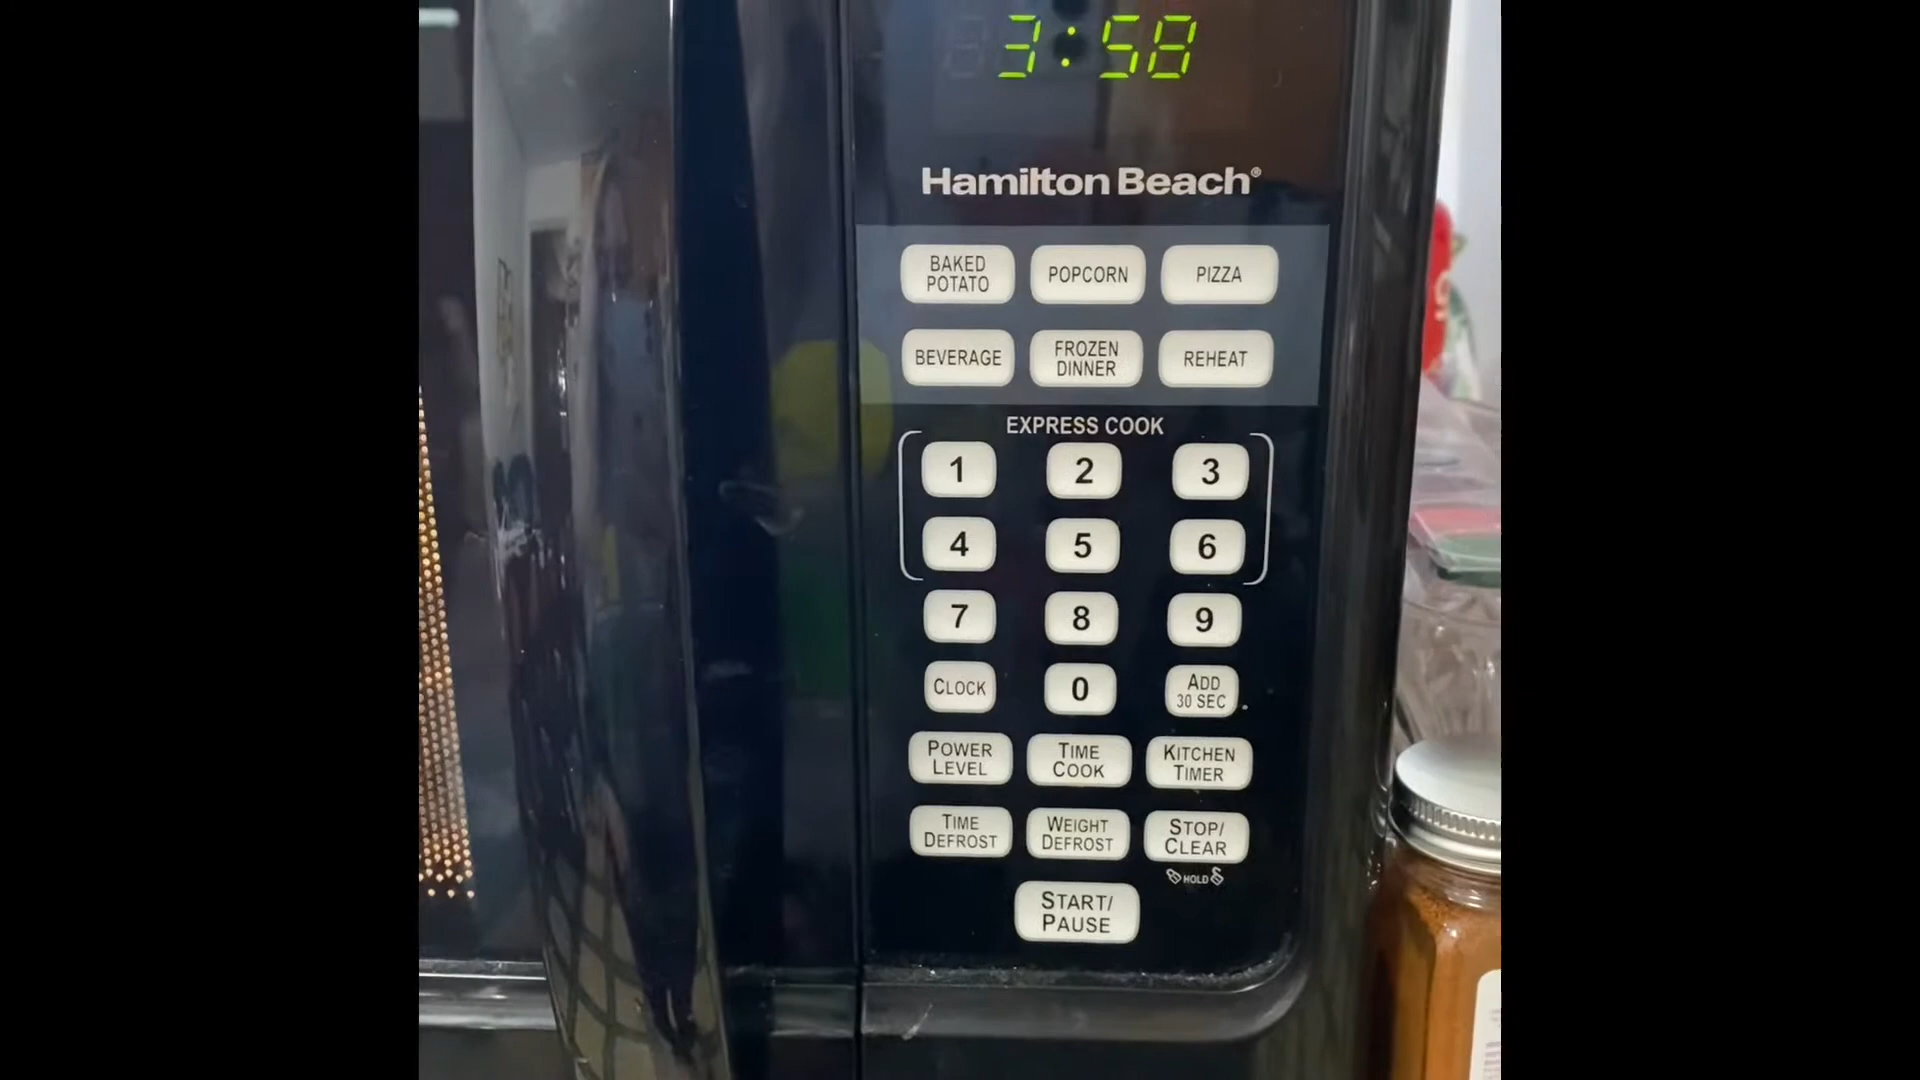 3:58
Hamilton Beach®
BAKED
POTATO
POPCORN
PIZZA
BEVERAGE
FROZEN
DINNER
REHEAT
EXPRESS COOK
1
2
3
4
5
6
7
8
9
CLOCK
0
ADD
30 SEC
POWER
LEVEL
TIME
COOK
KITCHEN
TIMER
TIME
DEFROST
WEIGHT
DEFROST
STOP/
CLEAR
HOLD
START/
PAUSE